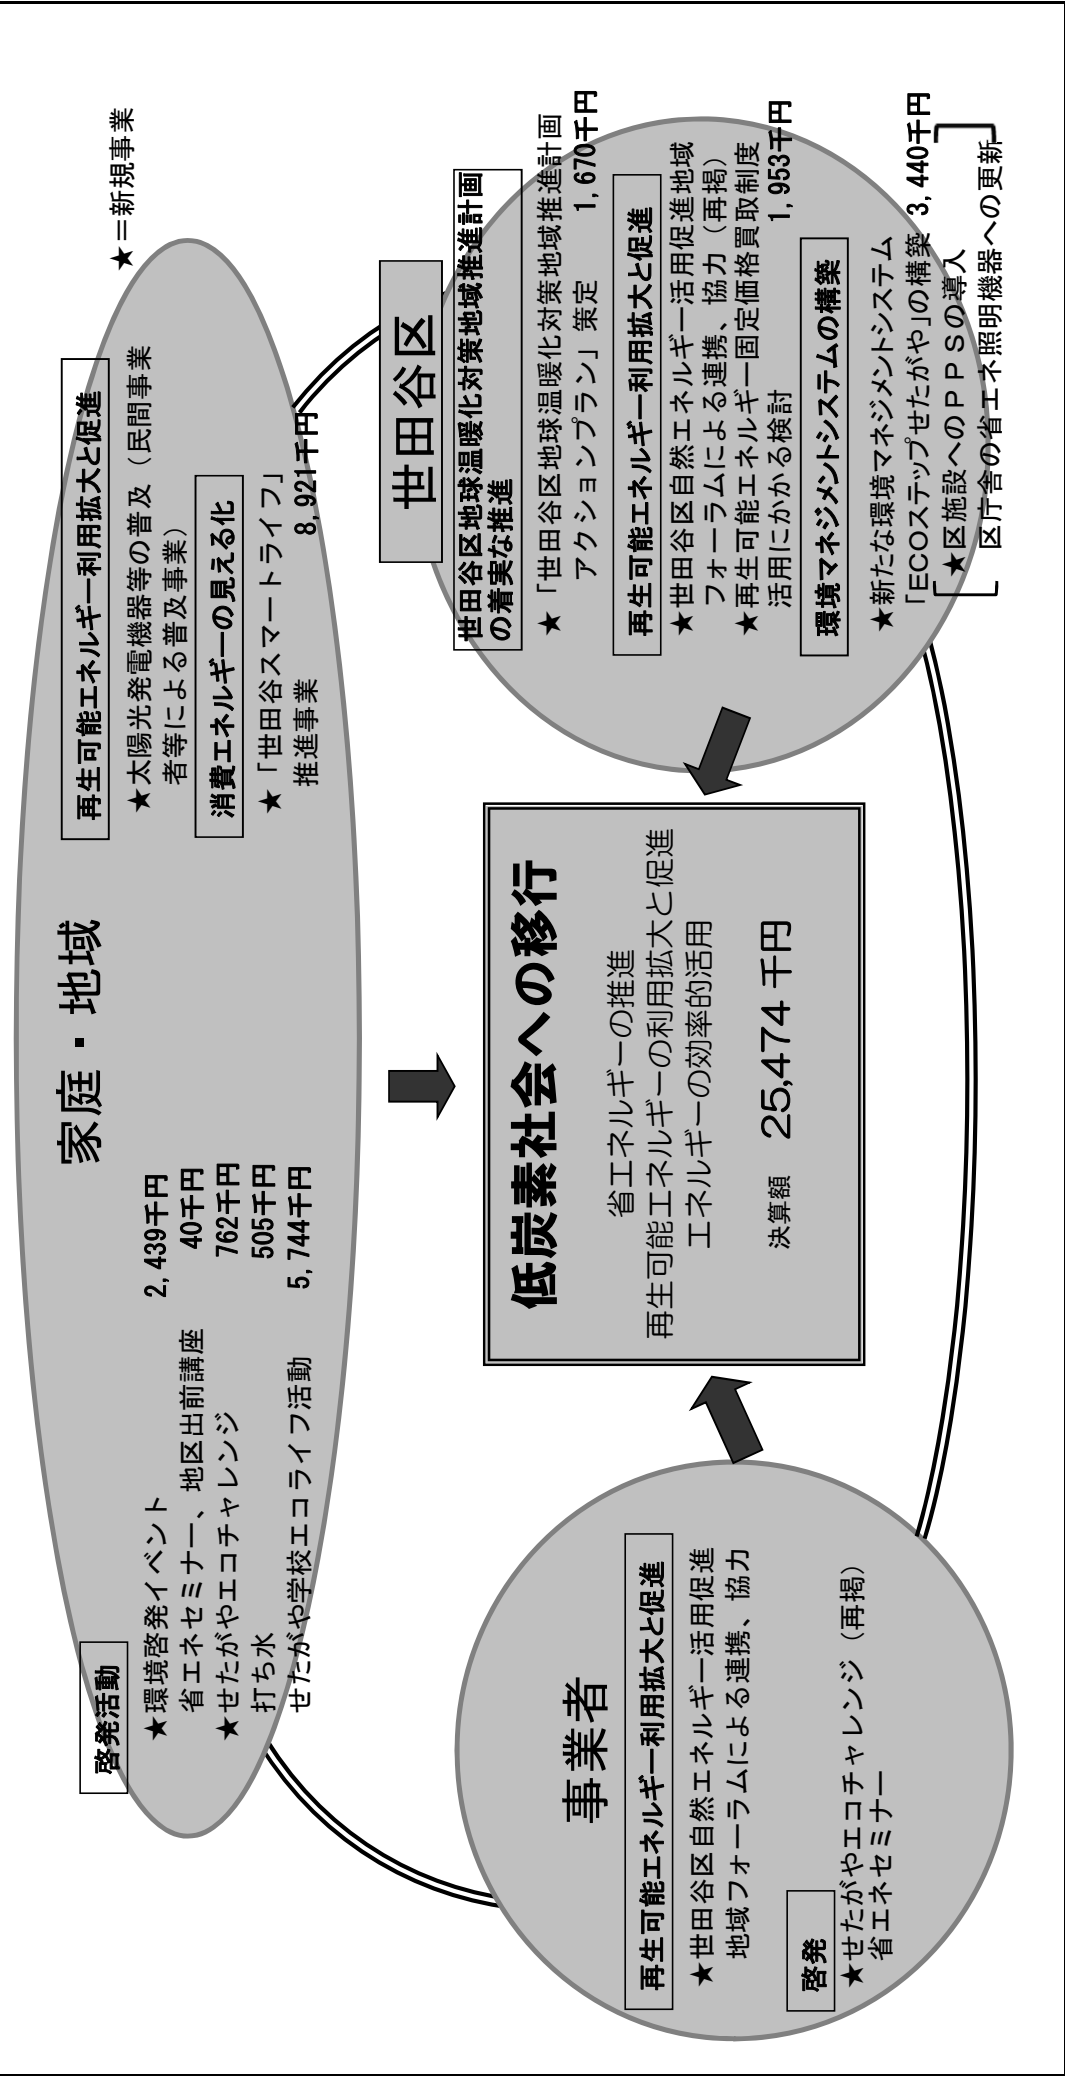 ★＝新規事業
家庭・地域
啓発活動
★環境啓発イベント 2,439千円
省エネセミナー、地区出前講座 40千円
★せたがやエコチャレンジ 762千円
打ち水 505千円
せたがや学校エコライフ活動 5,744千円
再生可能エネルギー利用拡大と促進
★太陽光発電機器等の普及（民間事業
者等による普及事業）
消費エネルギーの見える化
★「世田谷スマートライフ」
推進事業 8,921千円
低炭素社会への移行
省エネルギーの推進
再生可能エネルギーの利用拡大と促進
エネルギーの効率的活用
決算額 25,474 千円
事業者
再生可能エネルギー利用拡大と促進
★世田谷区自然エネルギー活用促進
地域フォーラムによる連携、協力
啓発
★せたがやエコチャレンジ（再掲）
省エネセミナー
世田谷区
世田谷区地球温暖化対策地域推進計画
の着実な推進
★「世田谷区地球温暖化対策地域推進計画
アクションプラン」策定 1,670千円
再生可能エネルギー利用拡大と促進
★世田谷区自然エネルギー活用促進地域
フォーラムによる連携、協力（再掲）
★再生可能エネルギー固定価格買取制度
活用にかかる検討 1,953千円
環境マネジメントシステムの構築
★新たな環境マネジメントシステム
「ECOステップせたがや」の構築 3,440千円
★区施設へのＰＰＳの導入
区庁舎の省エネ照明機器への更新